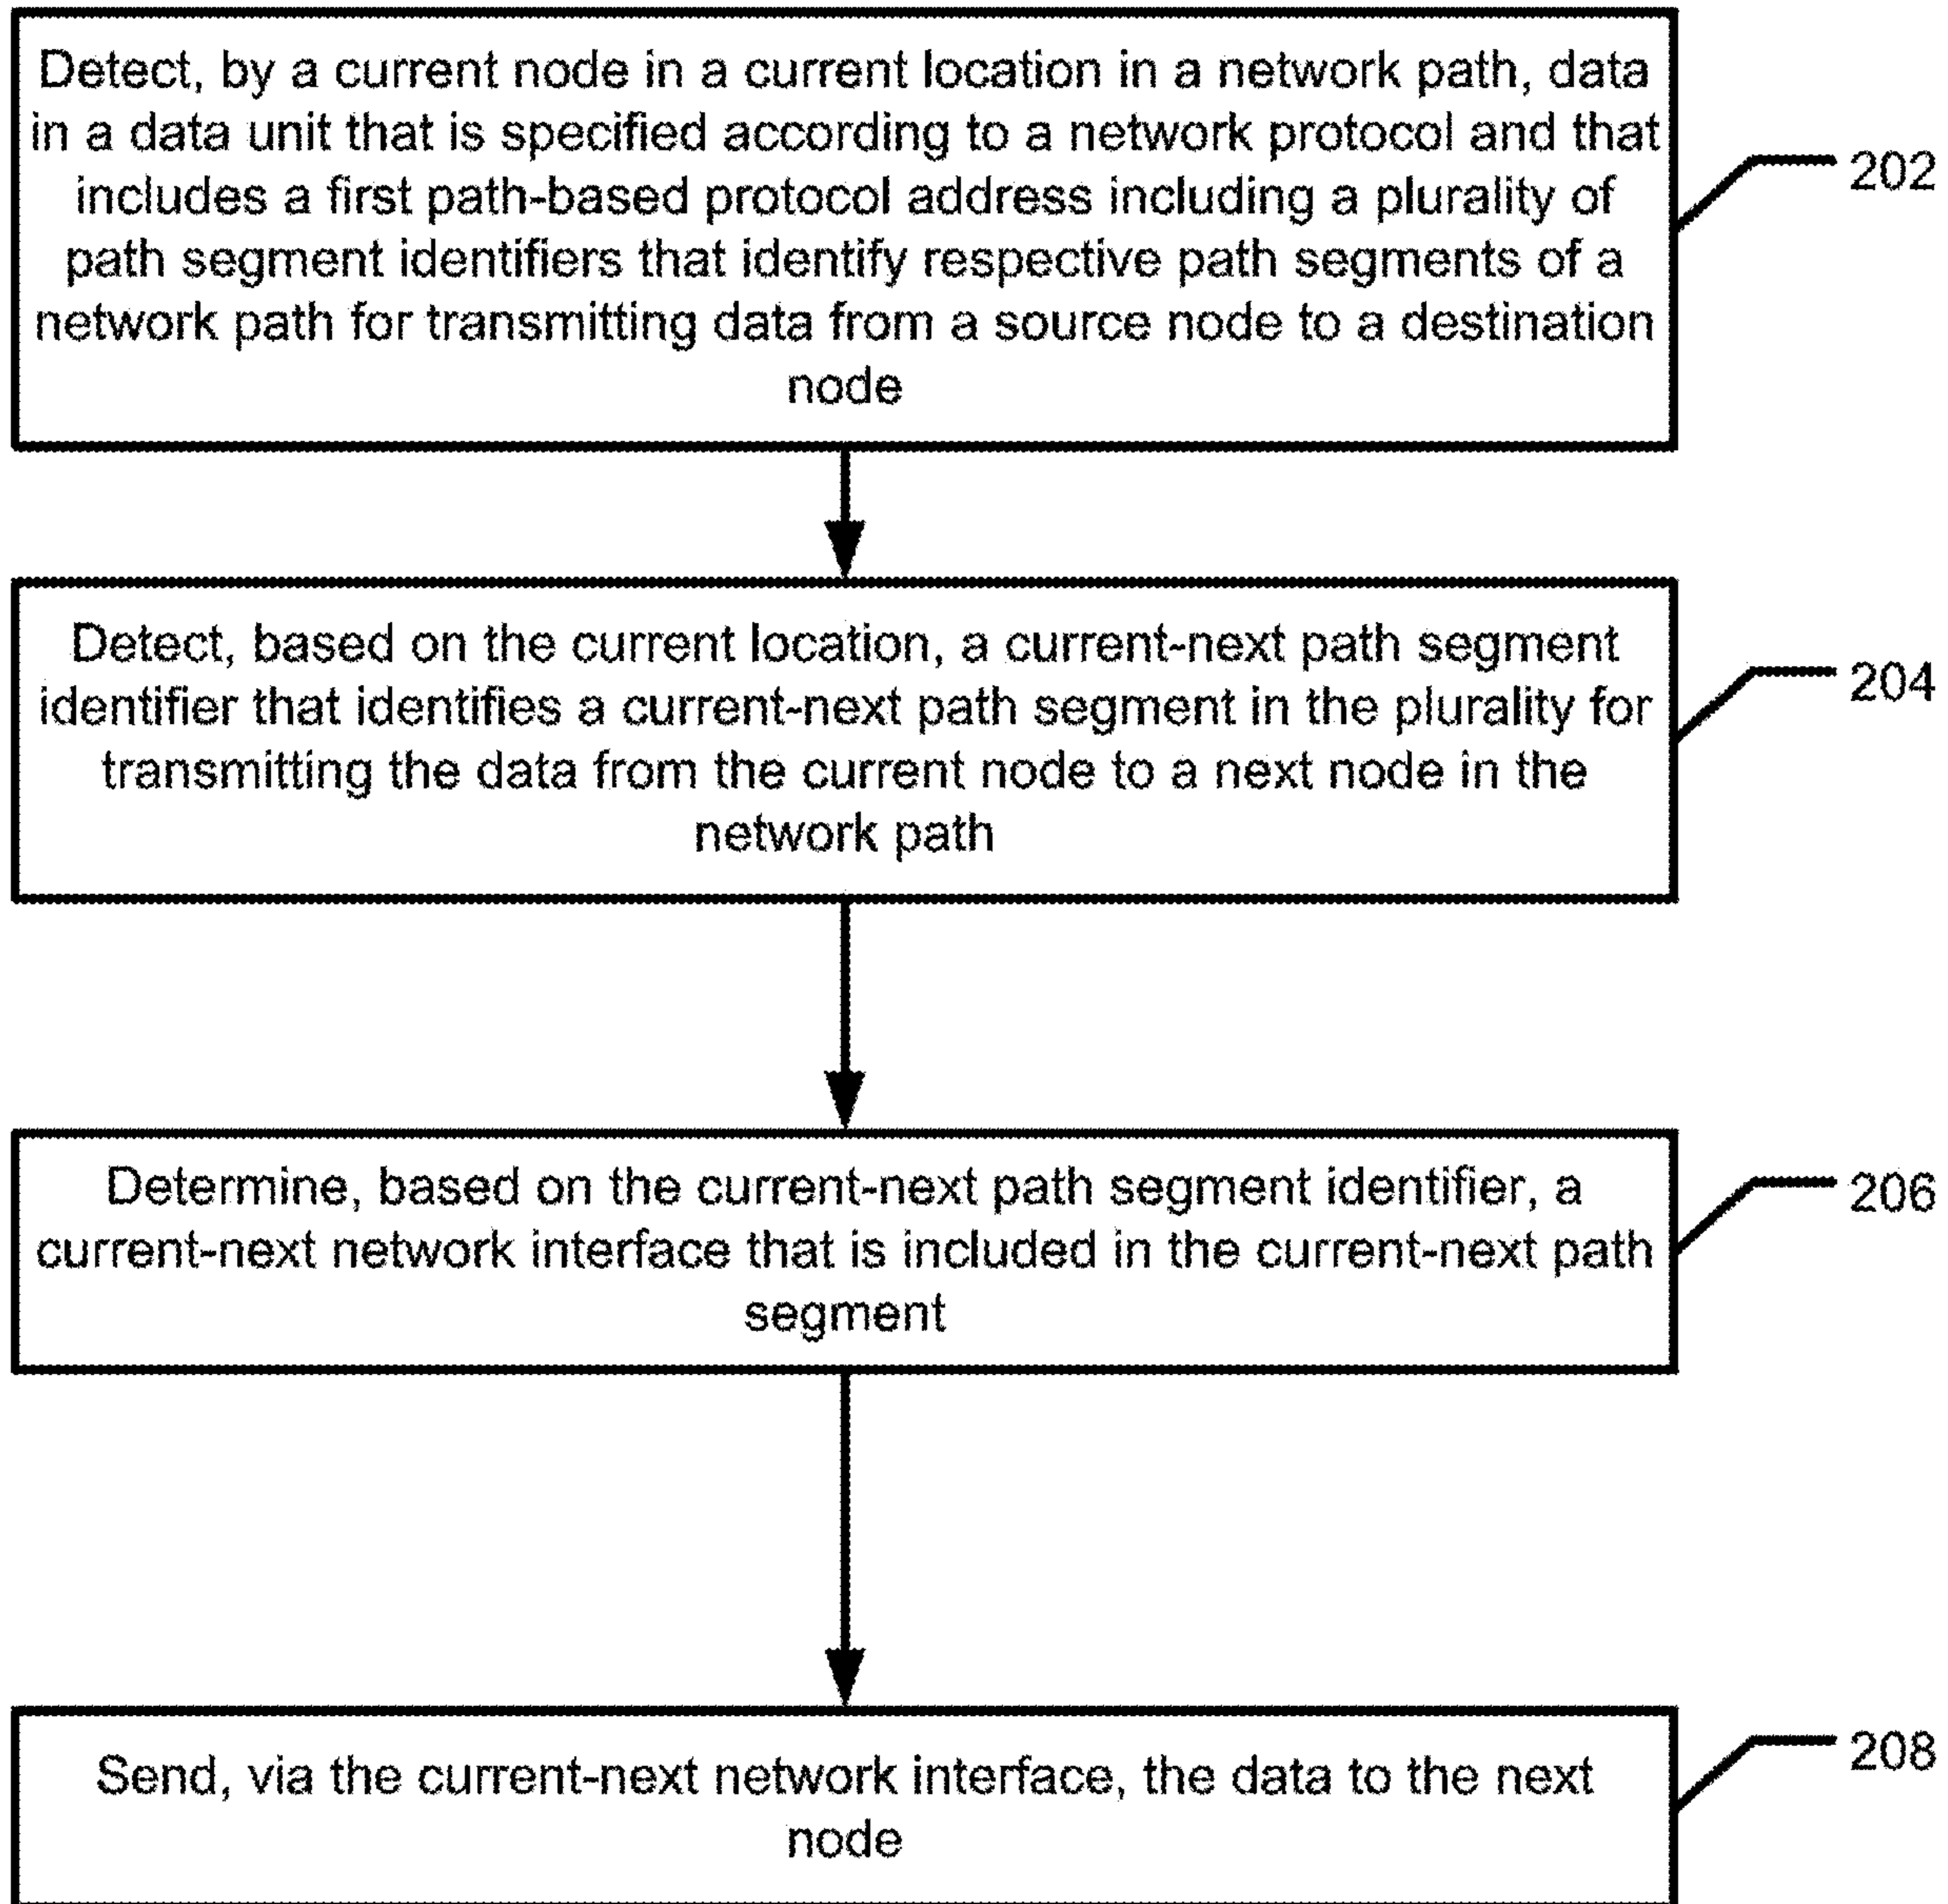 Detect, by a current node in a current location in a network path, data
in a data unit that is specified according to a network protocol and that
includes a first path-based protocol address including a plurality of
path segment identifiers that identify respective path segments of a
network path for transmitting data from a source node to a destination
node
202
Detect, based on the current location, a current-next path segment
identifier that identifies a current-next path segment in the plurality for
transmitting the data from the current node to a next node in the
network path
204
Determine, based on the current-next path segment identifier, a
current-next network interface that is included in the current-next path
segment
206
Send, via the current-next network interface, the data to the next
node
208